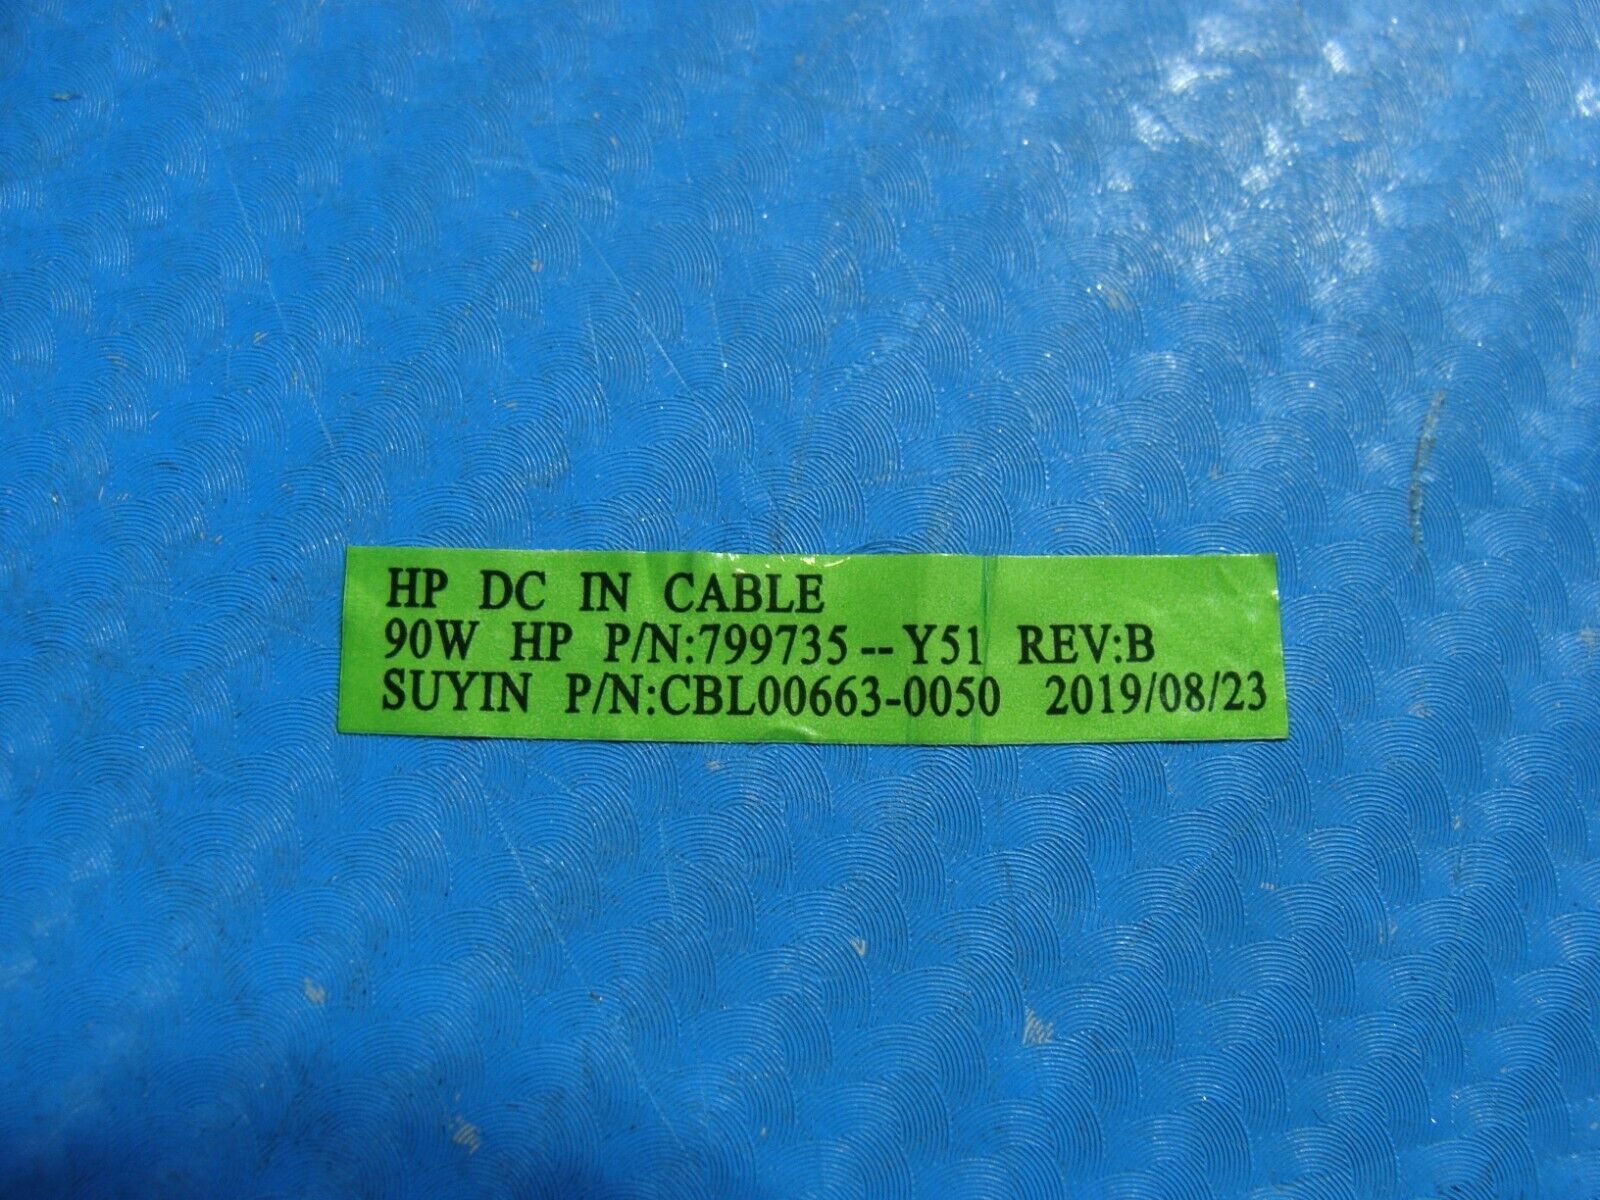 HP DC IN CABLE
90W HP P/N:799735--Y51 REV:B
SUYIN P/N:CBL00663-0050 2019/08/23